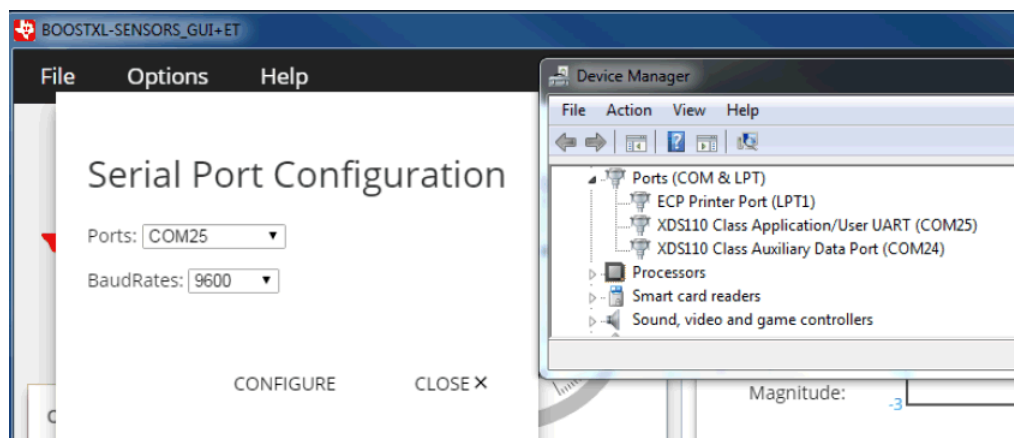 BOOSTXL-SENSORS_GUI+ET
File Options Help
Serial Port Configuration
Ports: COM25
BaudRates: 9600
CONFIGURE CLOSE ×
Device Manager
File Action View Help
Ports (COM & LPT)
ECP Printer Port (LPT1)
XDS110 Class Application/User UART (COM25)
XDS110 Class Auxiliary Data Port (COM24)
Processors
Smart card readers
Sound, video and game controllers
Magnitude:
-3